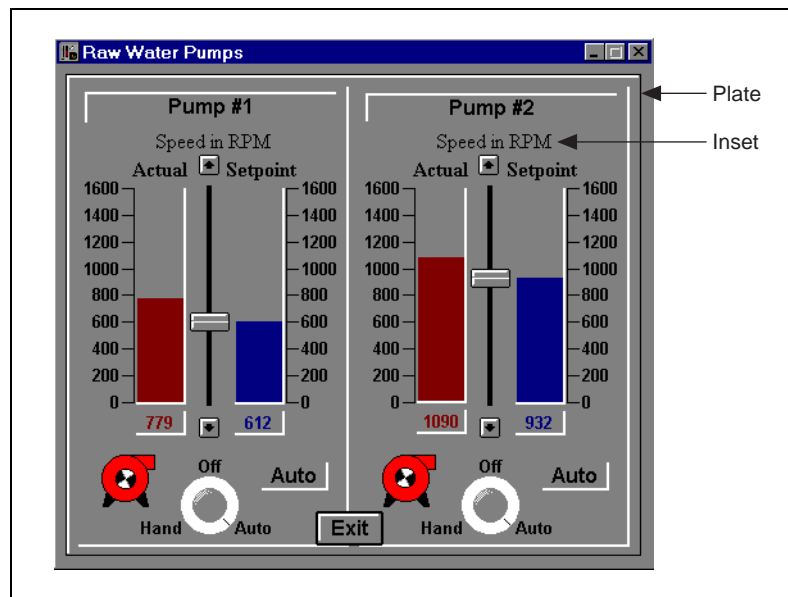 Raw Water Pumps
Plate
Pump #1
Pump #2
Inset
Speed in RPM
Speed in RPM
Actual
Setpoint
Actual
Setpoint
1600
1600
1600
1600
1400
1400
1400
1400
1200
1200
1200
1200
1000
1000
1000
1000
800
800
800
800
600
600
600
600
400
400
400
400
200
200
200
200
0
0
0
0
779
612
1090
932
Off
Auto
Off
Auto
Hand
Auto
Exit
Hand
Auto